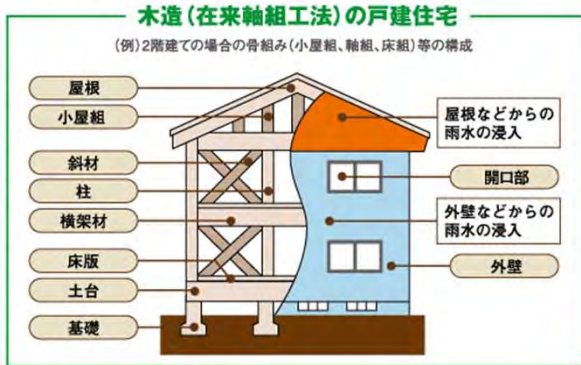 木造（在来軸組工法）の戸建住宅
（例）2階建ての場合の骨組み（小屋組、軸組、床組）等の構成
屋根
小屋組
斜材
柱
横架材
床版
土台
基礎
屋根などからの
雨水の浸入
開口部
外壁などからの
雨水の浸入
外壁